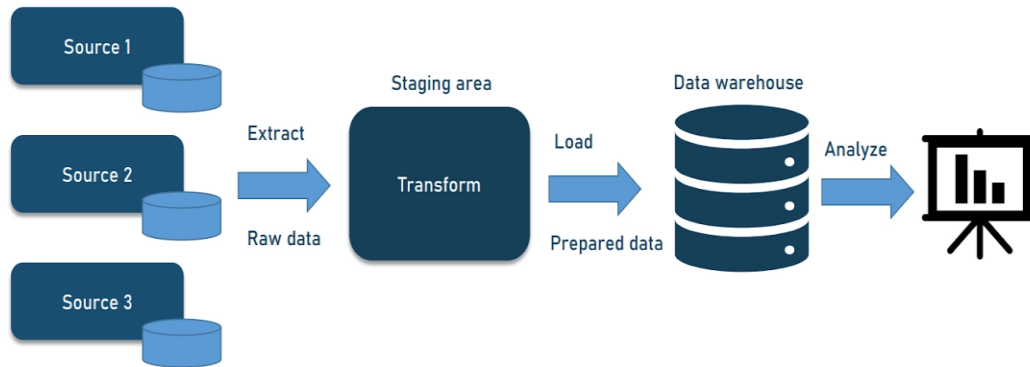 Source 1
Source 2
Source 3
Extract
Raw data
Staging area
Transform
Load
Prepared data
Data warehouse
Analyze